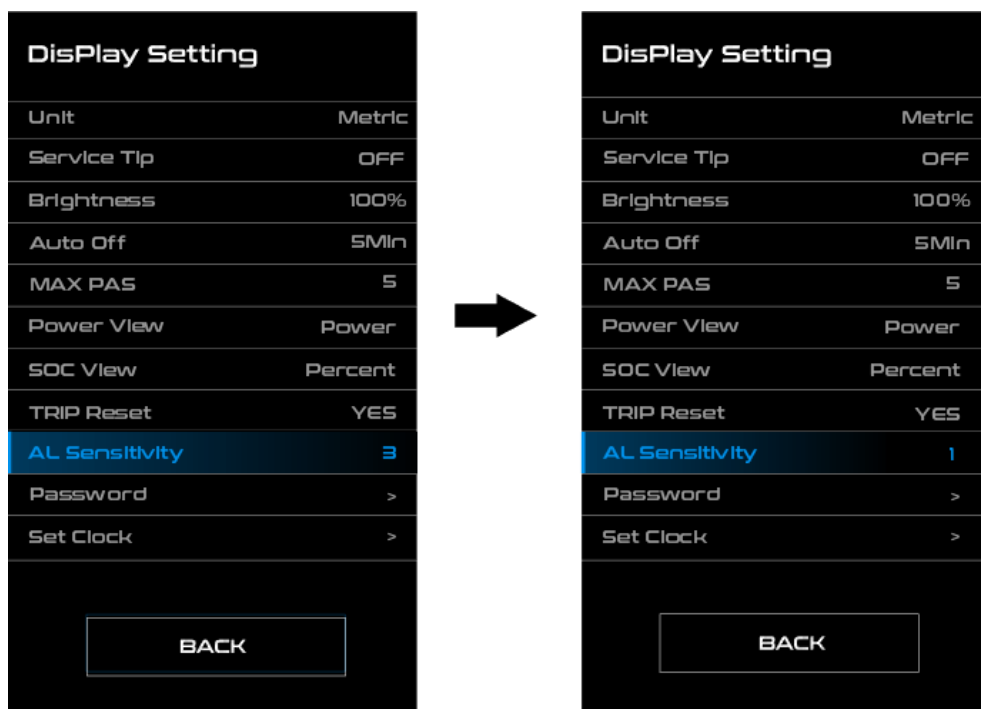 DisPlay Setting
Unit Metric
Service Tip OFF
Brightness 100%
Auto Off 5Min
MAX PAS 5
Power View Power
SOC View Percent
TRIP Reset YES
AL Sensitivity 3
Password >
Set Clock >
BACK
DisPlay Setting
Unit Metric
Service Tip OFF
Brightness 100%
Auto Off 5Min
MAX PAS 5
Power View Power
SOC View Percent
TRIP Reset YES
AL Sensitivity 1
Password >
Set Clock >
BACK